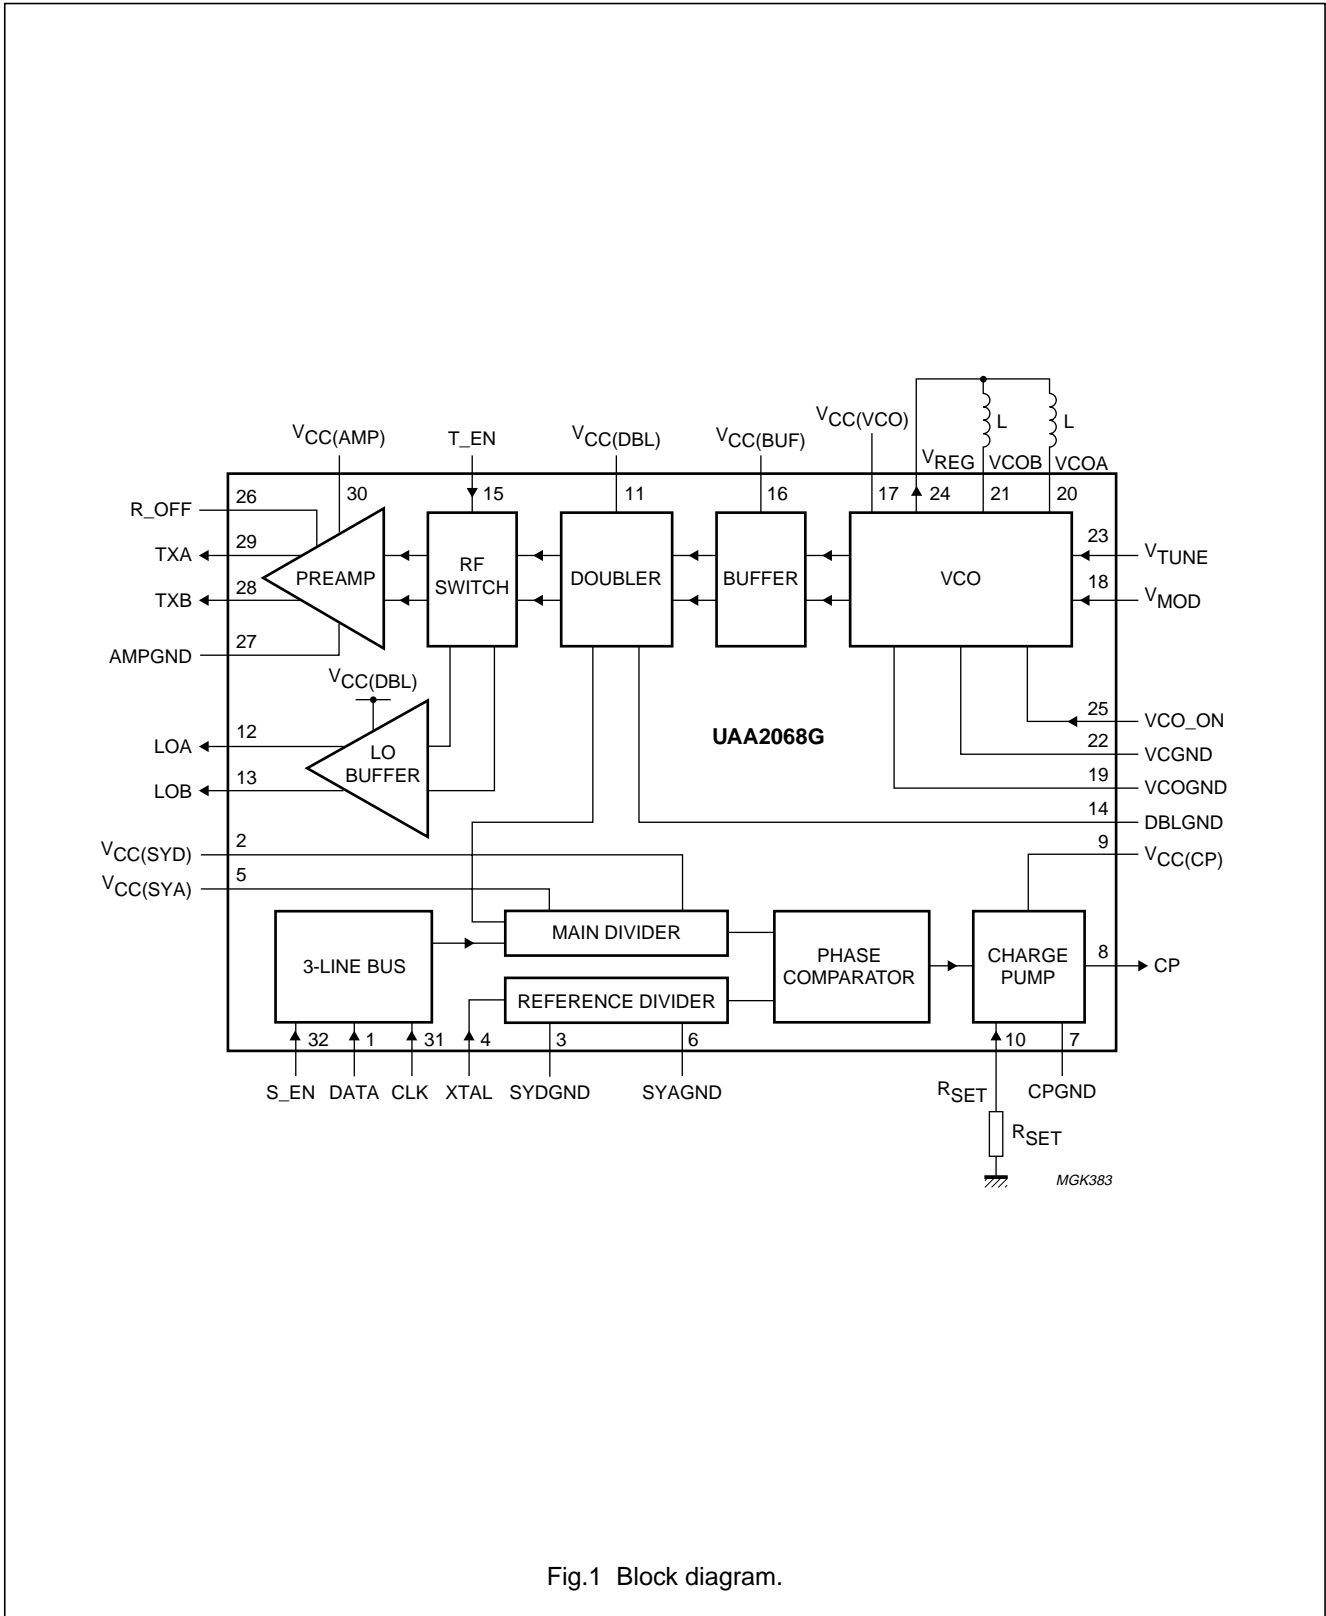 VCC(AMP)
T_EN
VCC(DBL)
VCC(BUF)
VCC(VCO)
L
L
VREG
VCOB
VCOA
30
15
11
16
17
24
21
20
R_OFF
26
TXA
29
TXB
28
AMPGND
27
PREAMP
RF
SWITCH
DOUBLER
BUFFER
VCO
23
VTUNE
18
VMOD
VCC(DBL)
LOA
12
LOB
13
LO
BUFFER
UAA2068G
25
VCO_ON
22
VCGND
19
VCOGND
14
DBLGND
9
VCC(CP)
VCC(SYD)
2
VCC(SYA)
5
3-LINE BUS
MAIN DIVIDER
REFERENCE DIVIDER
PHASE
COMPARATOR
CHARGE
PUMP
8
CP
32
1
31
4
3
6
10
7
S_EN
DATA
CLK
XTAL
SYDGND
SYAGND
RSET
CPGND
RSET
MGK383
Fig.1 Block diagram.